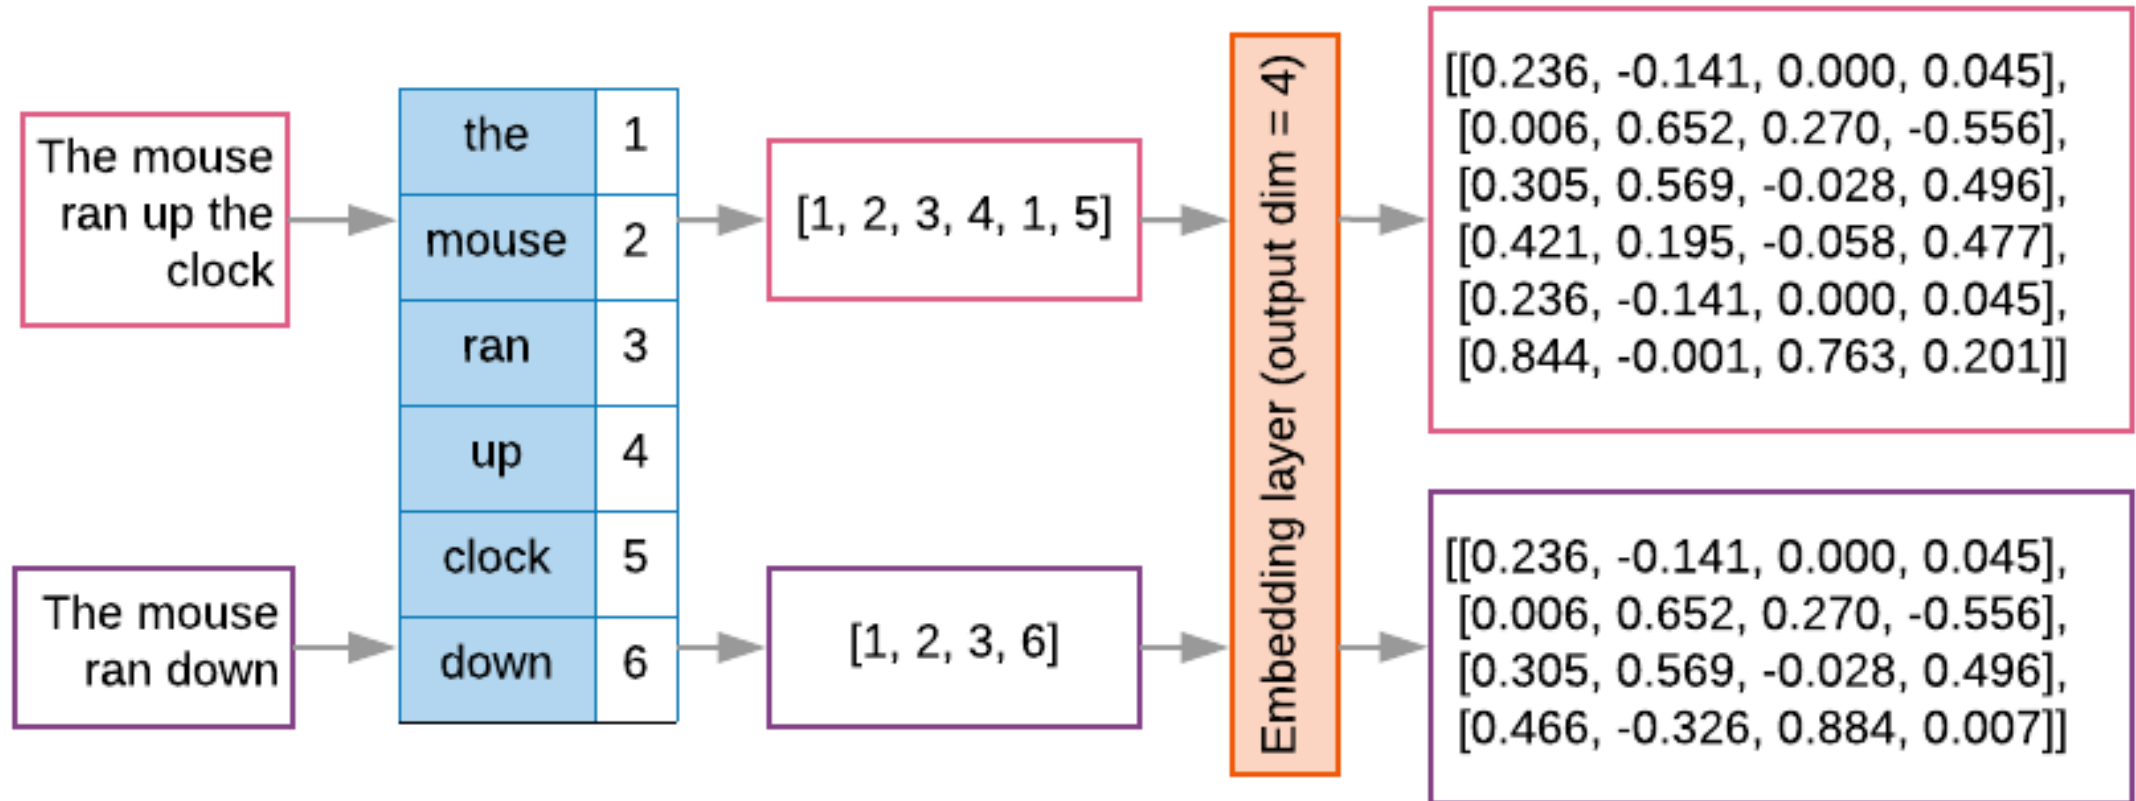 The mouse
ran up the
clock
the 1
mouse 2
ran 3
up 4
clock 5
down 6
[1, 2, 3, 4, 1, 5]
Embedding layer (output dim = 4)
[[0.236, -0.141, 0.000, 0.045],
[0.006, 0.652, 0.270, -0.556],
[0.305, 0.569, -0.028, 0.496],
[0.421, 0.195, -0.058, 0.477],
[0.236, -0.141, 0.000, 0.045],
[0.844, -0.001, 0.763, 0.201]]
The mouse
ran down
[1, 2, 3, 6]
[[0.236, -0.141, 0.000, 0.045],
[0.006, 0.652, 0.270, -0.556],
[0.305, 0.569, -0.028, 0.496],
[0.466, -0.326, 0.884, 0.007]]